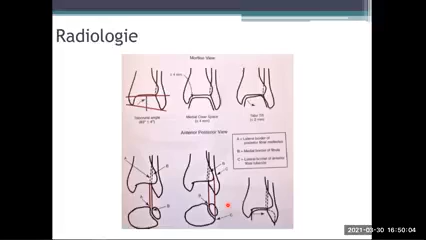 Radiologie
Mortise View
Talocrural angle
Medial Clear Space
Talar Tilt
Anterior Posterior View
A = Lateral border of
posterior tibial malleolus
B = Medial border of fibula
C = Lateral border of anterior
tibial tubercle
2021-03-30 16:50:04